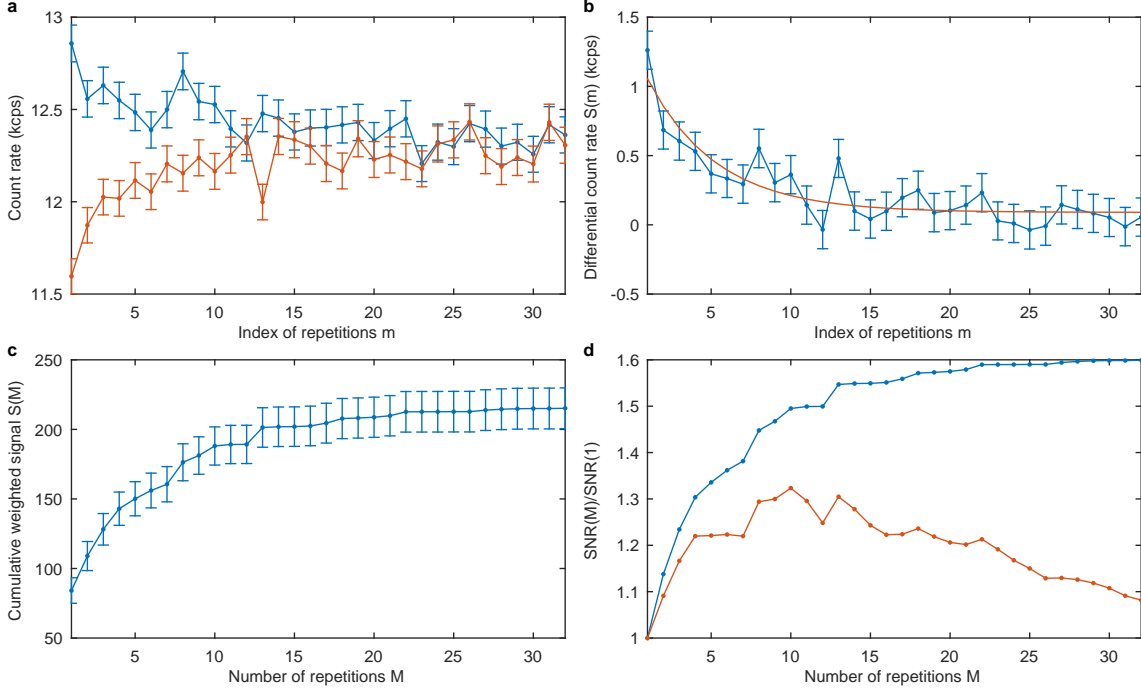 a
13
12.5
12
11.5
Count rate (kcps)
5 10 15 20 25 30
Index of repetitions m
b
1.5
1
0.5
0
-0.5
Differential count rate S(m) (kcps)
5 10 15 20 25 30
Index of repetitions m
c
250
200
150
100
50
Cumulative weighted signal S(M)
5 10 15 20 25 30
Number of repetitions M
d
1.6
1.5
1.4
1.3
1.2
1.1
1
SNR(M)/SNR(1)
5 10 15 20 25 30
Number of repetitions M